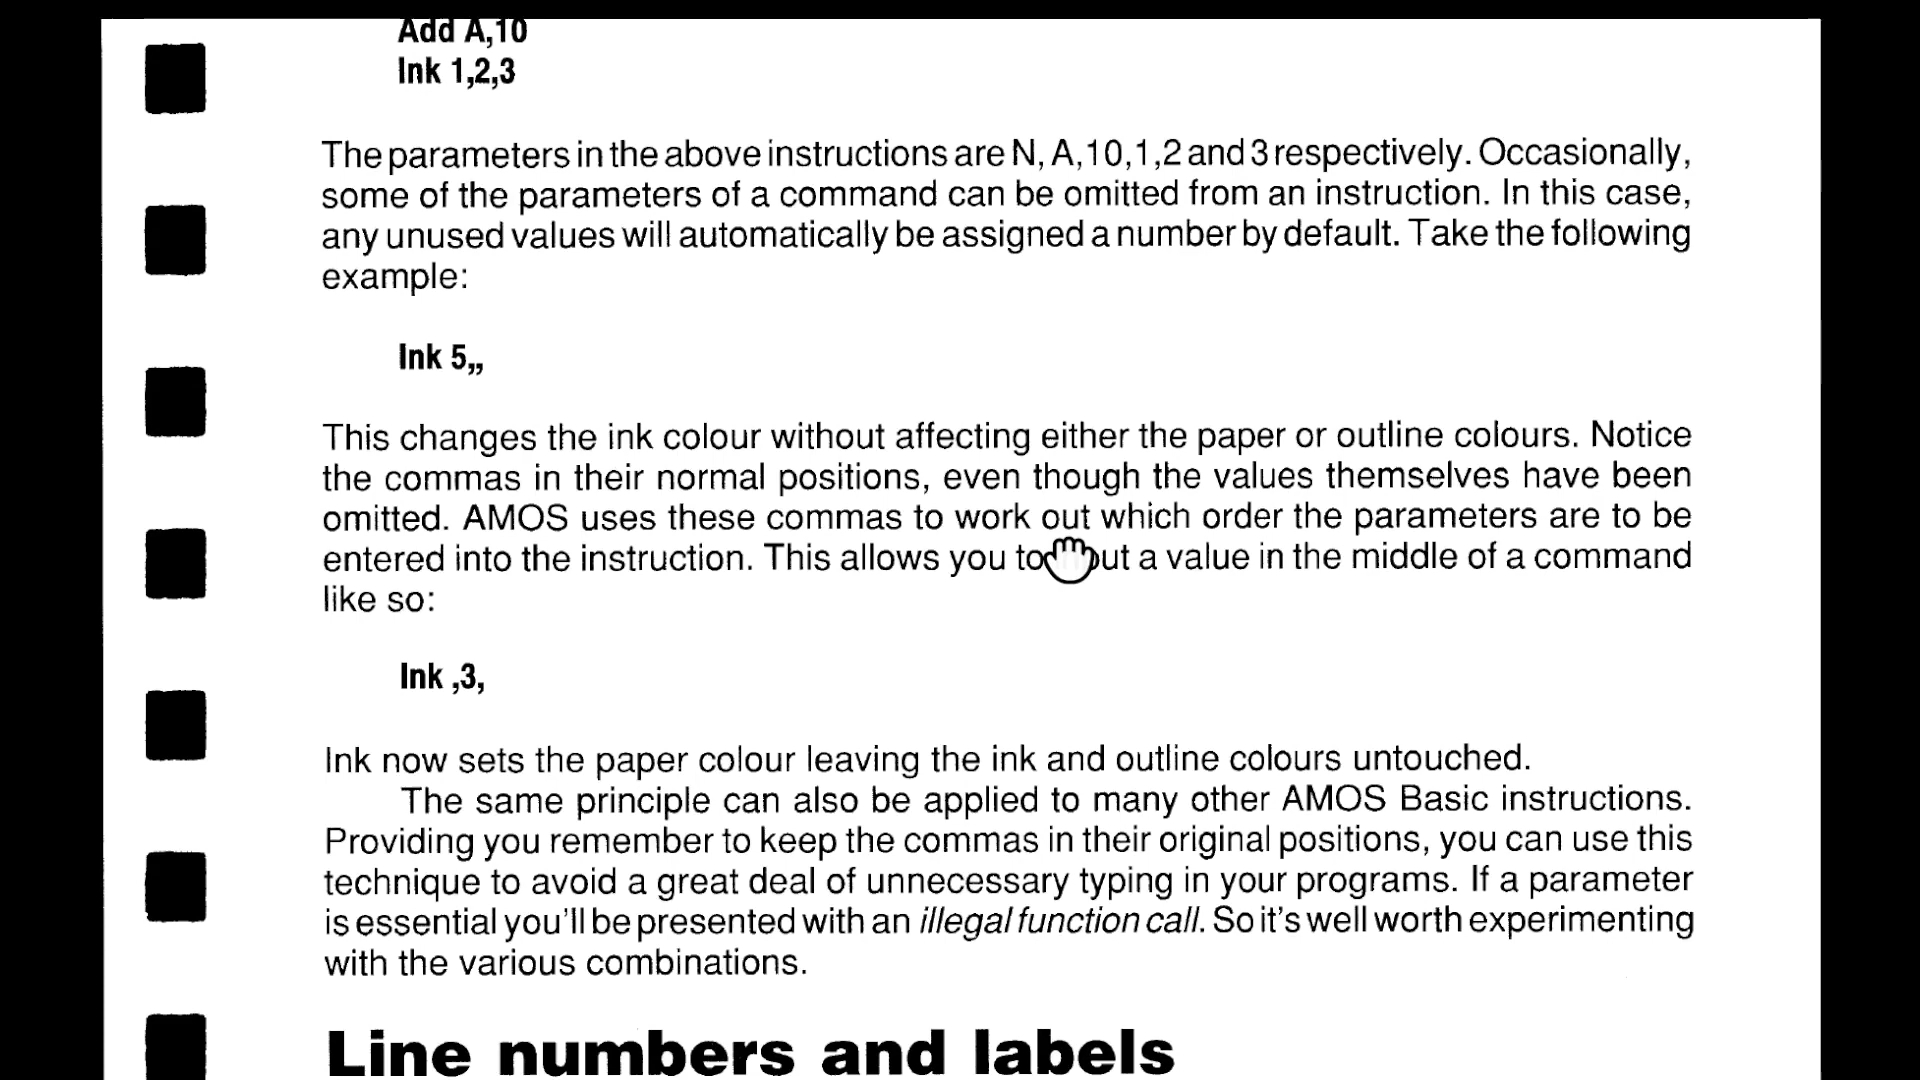 Add A,10
Ink 1,2,3
The parameters in the above instructions are N, A,10,1,2 and 3 respectively. Occasionally,
some of the parameters of a command can be omitted from an instruction. In this case,
any unused values will automatically be assigned a number by default. Take the following
example:
Ink 5,,
This changes the ink colour without affecting either the paper or outline colours. Notice
the commas in their normal positions, even though the values themselves have been
omitted. AMOS uses these commas to work out which order the parameters are to be
entered into the instruction. This allows you to a value in the middle of a command
like so:
Ink ,3,
Ink now sets the paper colour leaving the ink and outline colours untouched.
The same principle can also be applied to many other AMOS Basic instructions.
Providing you remember to keep the commas in their original positions, you can use this
technique to avoid a great deal of unnecessary typing in your programs. If a parameter
is essential you'll be presented with an illegal function call. So it's well worth experimenting
with the various combinations.
Line numbers and labels